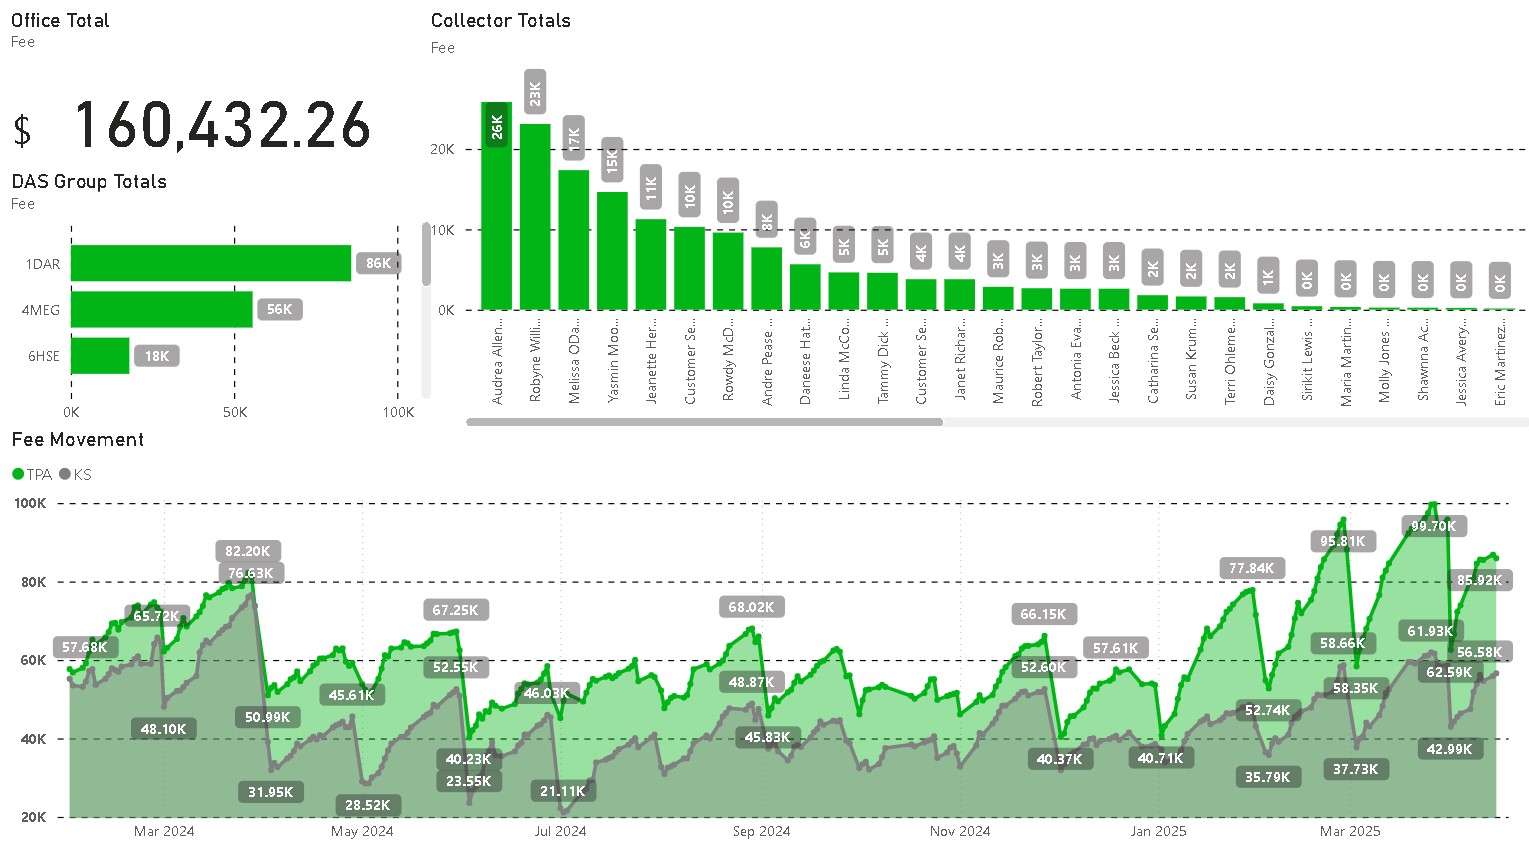 Office Total
Fee
$ 160,432.26
DAS Group Totals
Fee
1DAR
86K
4MEG
56K
6HSE
18K
0K 50K 100K
Collector Totals
Fee
20K
10K
0K
26K 23K 17K 15K 11K 10K 10K 8K 6K 5K 5K 4K 4K 3K 3K 3K 3K 2K 2K 2K 1K 0K 0K 0K 0K 0K 0K
Audrea Allen...
Robyne Willi...
Melissa ODa...
Yasmin Moo...
Jeanette Her...
Customer Se...
Rowdy McD...
Andre Pease ...
Daneese Hat...
Linda McCo...
Tammy Dick ...
Customer Se...
Janet Richar...
Maurice Rob...
Robert Taylor...
Antonia Eva...
Jessica Beck ...
Catharina Se...
Susan Krum...
Terri Ohleme...
Daisy Gonzal...
Sirikit Lewis ...
Maria Martin...
Molly Jones ...
Shawnna Ac...
Jessica Avery...
Eric Martinez...
Fee Movement
TPA KS
100K
80K
60K
40K
20K
57.68K
65.72K
48.10K
82.20K
76.63K
50.99K
31.95K
45.61K
28.52K
67.25K
52.55K
40.23K
23.55K
46.03K
21.11K
68.02K
48.87K
45.83K
66.15K
52.60K
40.37K
57.61K
40.71K
77.84K
52.74K
35.79K
95.81K
58.66K
58.35K
37.73K
99.70K
61.93K
62.59K
42.99K
85.92K
56.58K
Mar 2024 May 2024 Jul 2024 Sep 2024 Nov 2024 Jan 2025 Mar 2025